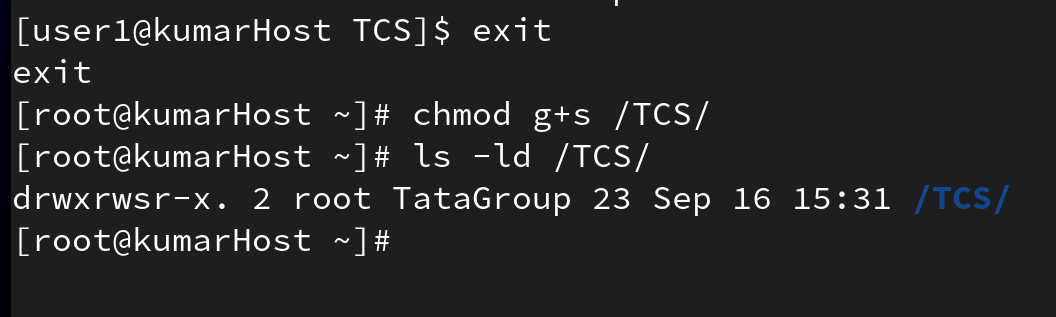 [user1@kumarHost TCS]$ exit
exit
[root@kumarHost ~]# chmod g+s /TCS/
[root@kumarHost ~]# ls -ld /TCS/
drwxrwsr-x. 2 root TataGroup 23 Sep 16 15:31 /TCS/
[root@kumarHost ~]#